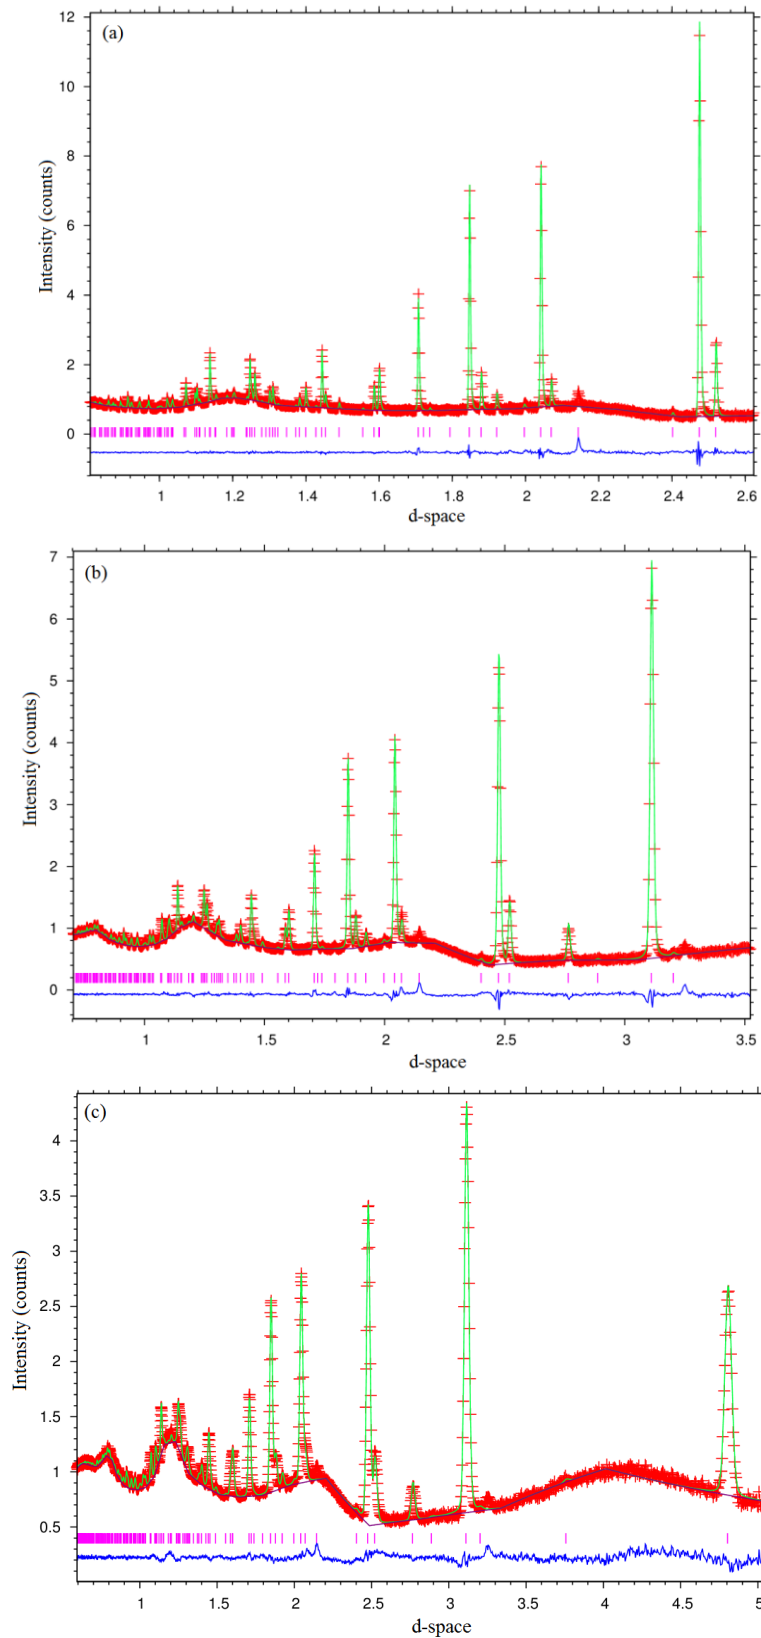 (a)
Intensity (counts)
12
10
8
6
4
2
0
1 1.2 1.4 1.6 1.8 2 2.2 2.4 2.6
d-space
(b)
Intensity (counts)
7
6
5
4
3
2
1
0
1 1.5 2 2.5 3 3.5
d-space
(c)
Intensity (counts)
4
3.5
3
2.5
2
1.5
1
0.5
1 1.5 2 2.5 3 3.5 4 4.5 5
d-space